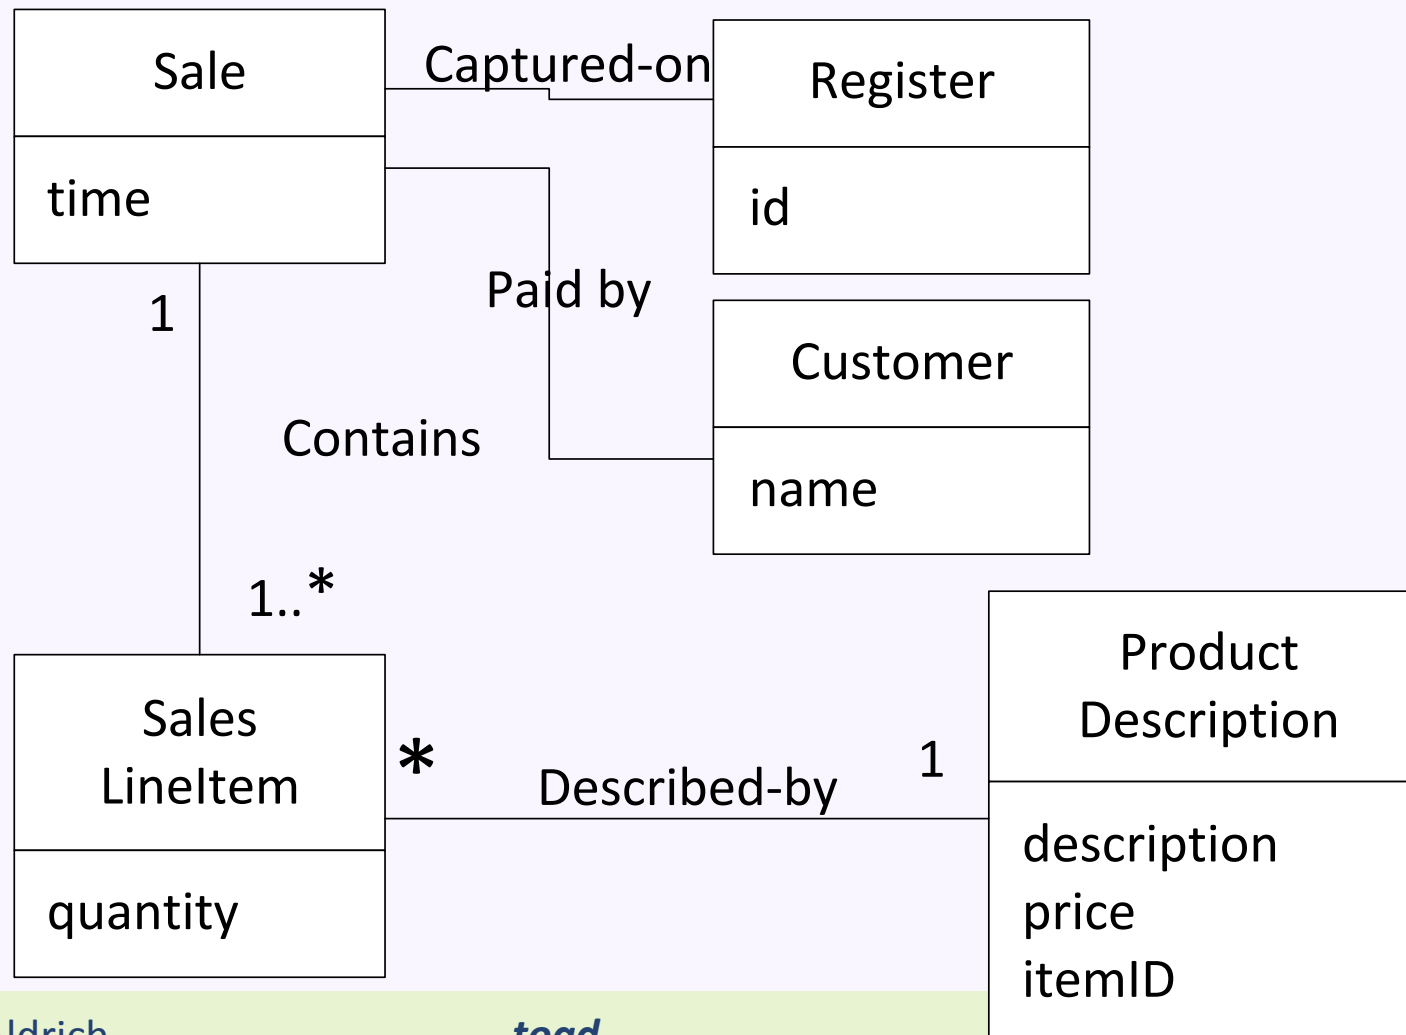 Sale
time
Captured-on
Register
id
Paid by
Customer
name
1
Contains
1..*
Sales
LineItem
quantity
*
Described-by
1
Product
Description
description
price
itemID